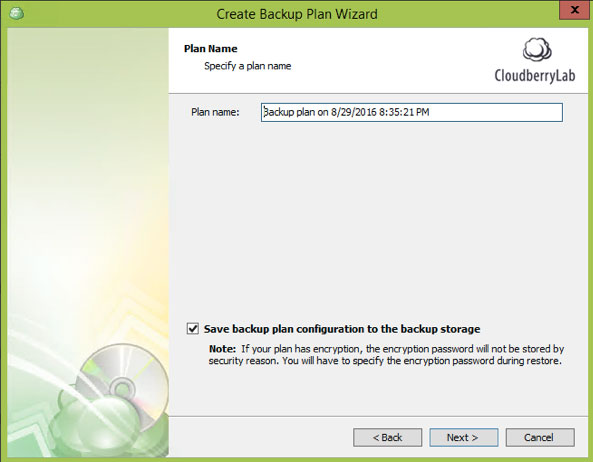 Create Backup Plan Wizard
x
Plan Name
Specify a plan name
CloudberryLab
Plan name:
Backup plan on 8/29/2016 8:35:21 PM
Save backup plan configuration to the backup storage
Note: If your plan has encryption, the encryption password will not be stored by
security reason. You will have to specify the encryption password during restore.
< Back
Next >
Cancel